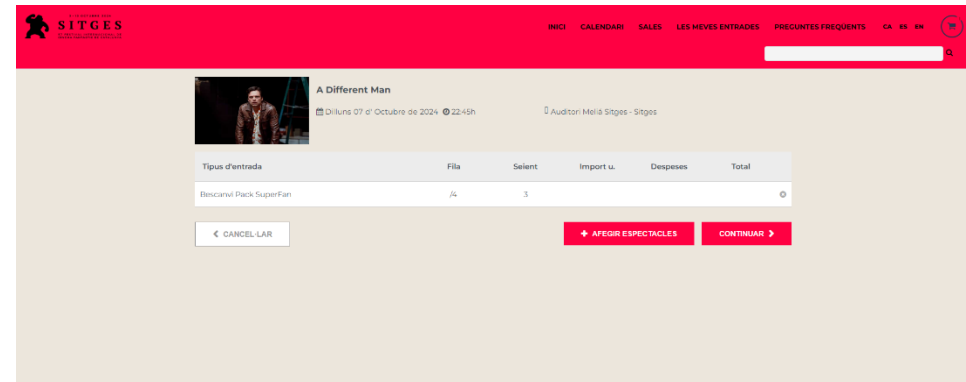 SITGES
INICI CALENDARI SALES LES MEVES ENTRADES PREGUNTES FREQÜENTS CA ES EN
A Different Man
Dilluns 07 d' Octubre de 2024 22:45h Auditori Melià Sitges - Sitges
Tipus d'entrada Fila Seient Import u. Despeses Total
Bescanvi Pack SuperFan /4 3
CANCEL·LAR AFEGIR ESPECTACLES CONTINUAR